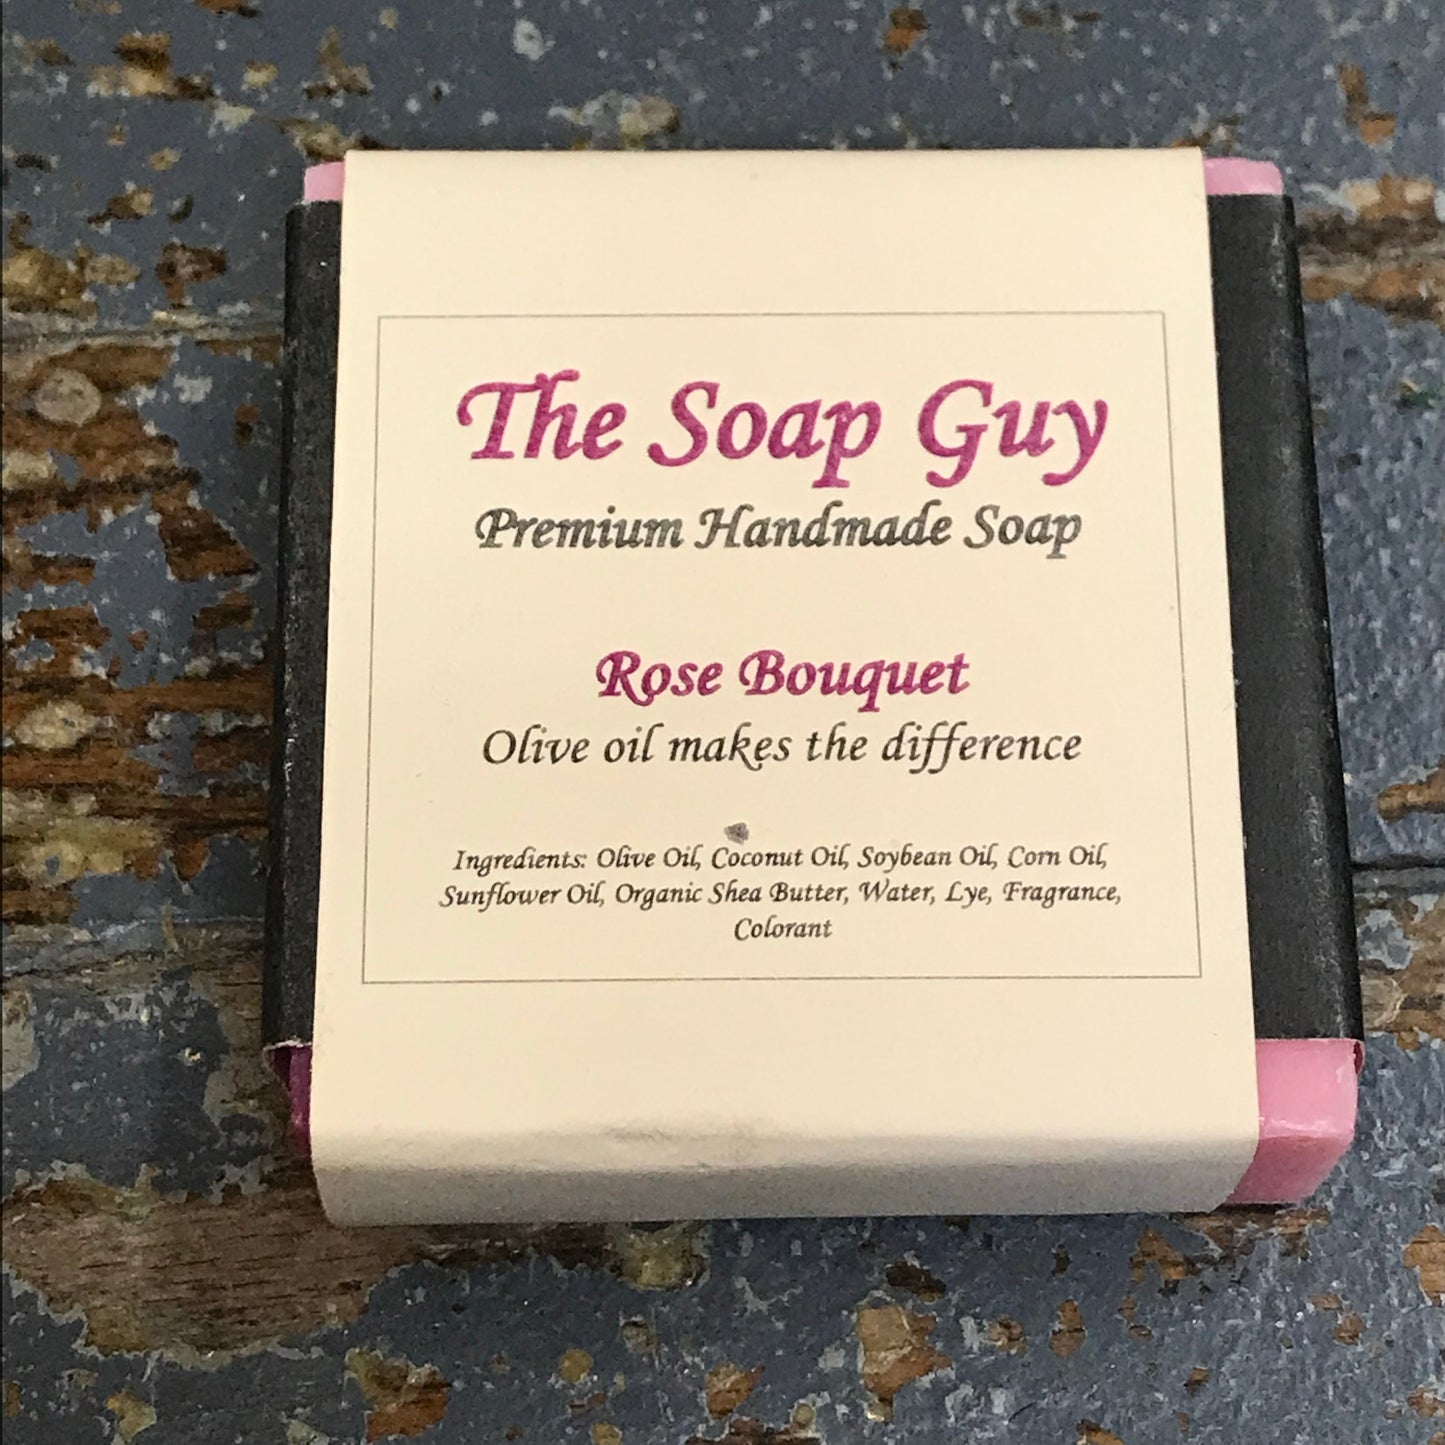 The Soap Guy
Premium Handmade Soap
Rose Bouquet
Olive oil makes the difference
Ingredients: Olive Oil, Coconut Oil, Soybean Oil, Corn Oil,
Sunflower Oil, Organic Shea Butter, Water, Lye, Fragrance,
Colorant